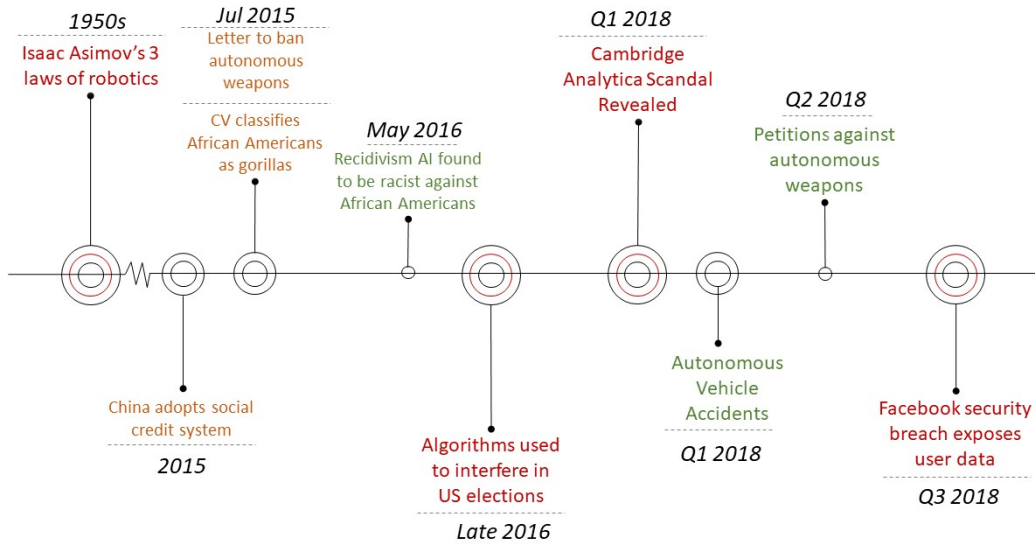 1950s
Isaac Asimov's 3
laws of robotics
Jul 2015
Letter to ban
autonomous
weapons
CV classifies
African Americans
as gorillas
May 2016
Recidivism AI found
to be racist against
African Americans
Q1 2018
Cambridge
Analytica Scandal
Revealed
Q2 2018
Petitions against
autonomous
weapons
China adopts social
credit system
2015
Algorithms used
to interfere in
US elections
Late 2016
Autonomous
Vehicle
Accidents
Q1 2018
Facebook security
breach exposes
user data
Q3 2018